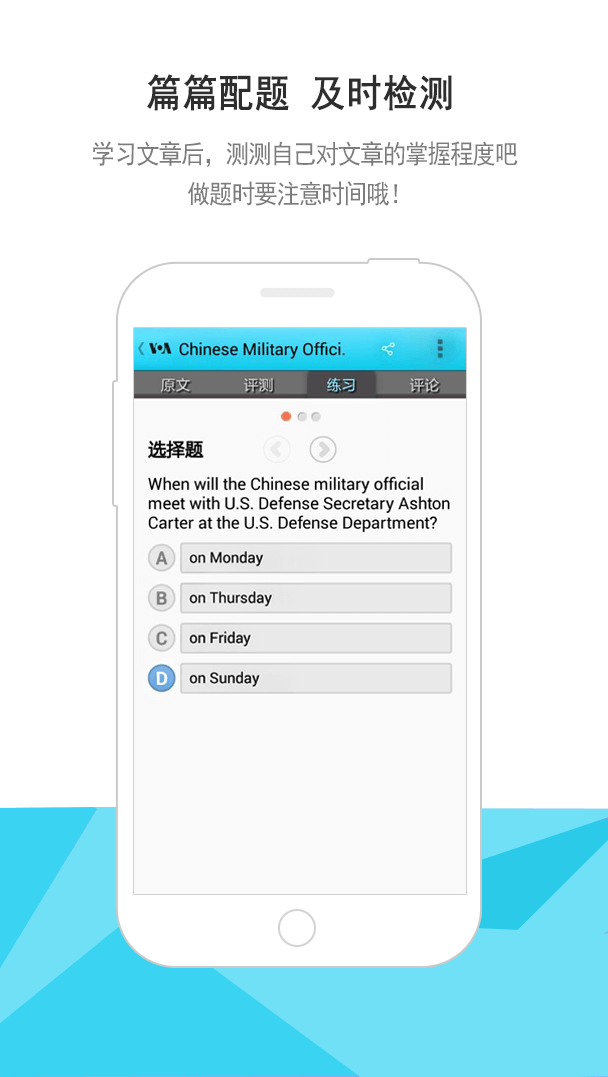 篇篇配题 及时检测
学习文章后，测测自己对文章的掌握程度吧
做题时要注意时间哦！
VOA Chinese Military Offici.
原文 评测 练习 评论
选择题
When will the Chinese military official
meet with U.S. Defense Secretary Ashton
Carter at the U.S. Defense Department?
A on Monday
B on Thursday
C on Friday
D on Sunday